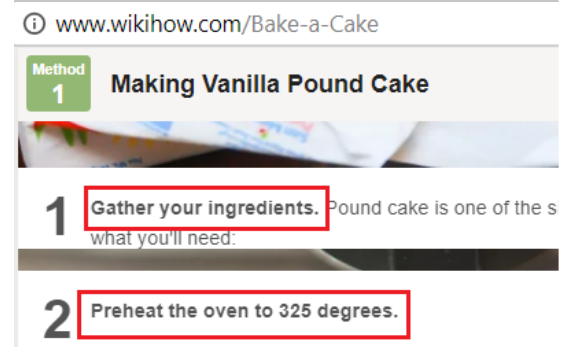 www.wikihow.com/Bake-a-Cake
Method
1
Making Vanilla Pound Cake
1
Gather your ingredients. Pound cake is one of the s
what you'll need:
2
Preheat the oven to 325 degrees.